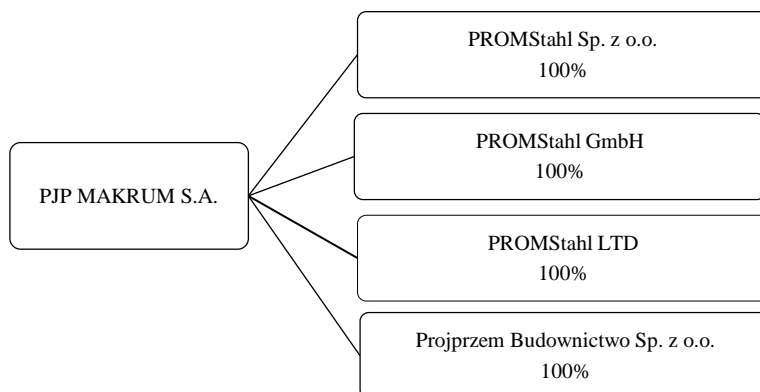 PJP MAKRUM S.A.
PROMStahl Sp. z o.o.
100%
PROMStahl GmbH
100%
PROMStahl LTD
100%
Projprzem Budownictwo Sp. z o.o.
100%